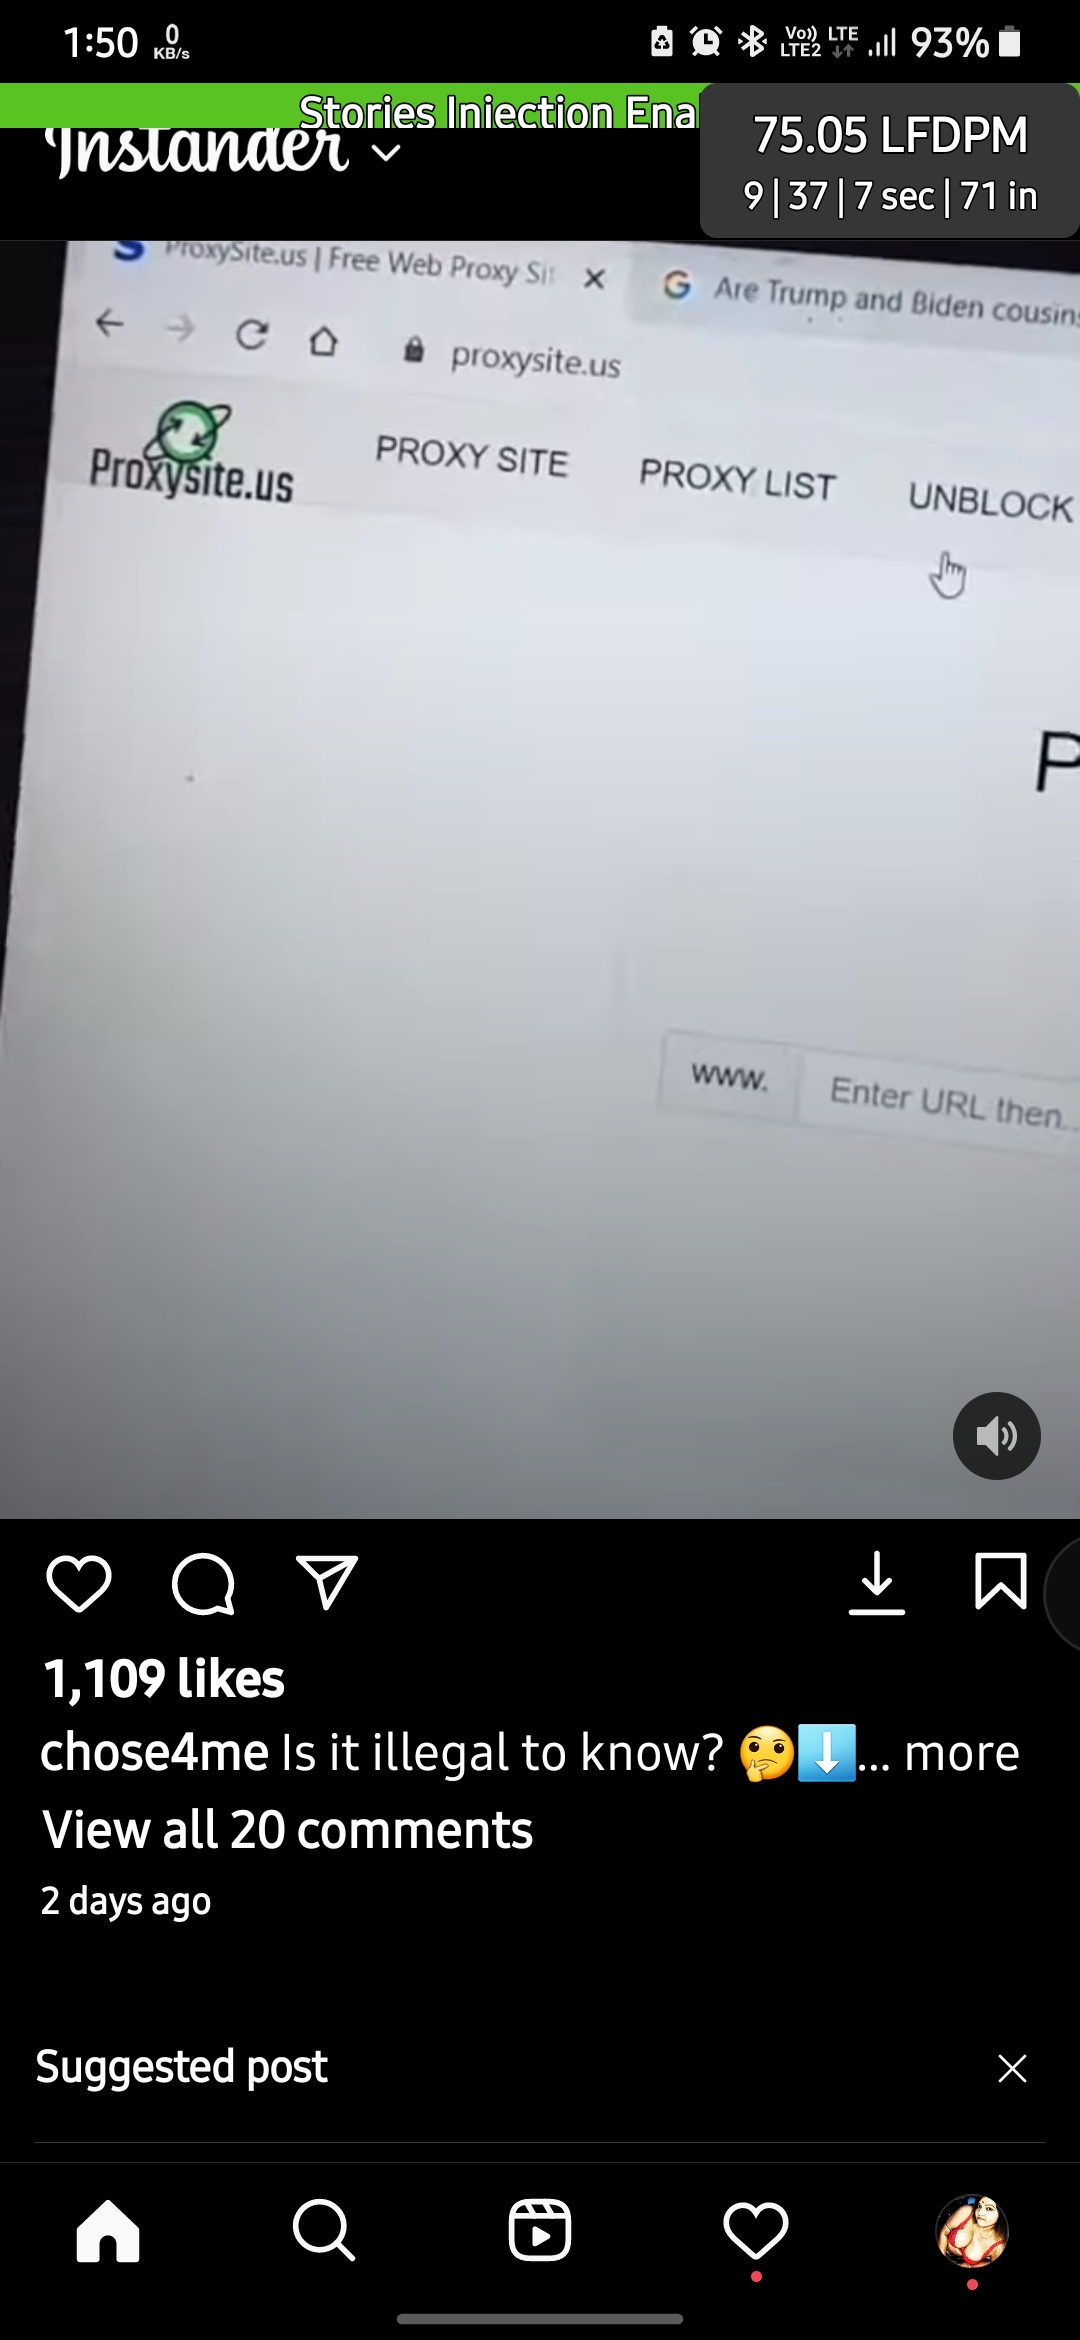 1:50 0 KB/s Vo)) LTE2 LTE 93%
Stories Injection Ena
Instander
75.05 LFDPM
9|37|7 sec|71 in
ProxySite.us | Free Web Proxy Sit
Are Trump and Biden cousins
proxysite.us
Proxysite.us
PROXY SITE
PROXY LIST
UNBLOCK
P
www.
Enter URL then...
1,109 likes
chose4me Is it illegal to know? 🤔⬇️... more
View all 20 comments
2 days ago
Suggested post